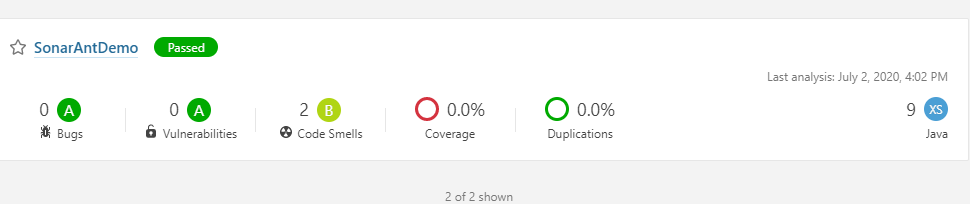 SonarAntDemo Passed
Last analysis: July 2, 2020, 4:02 PM
0 A 0 A 2 B 0.0% 0.0% 9 XS
Bugs Vulnerabilities Code Smells Coverage Duplications Java
2 of 2 shown